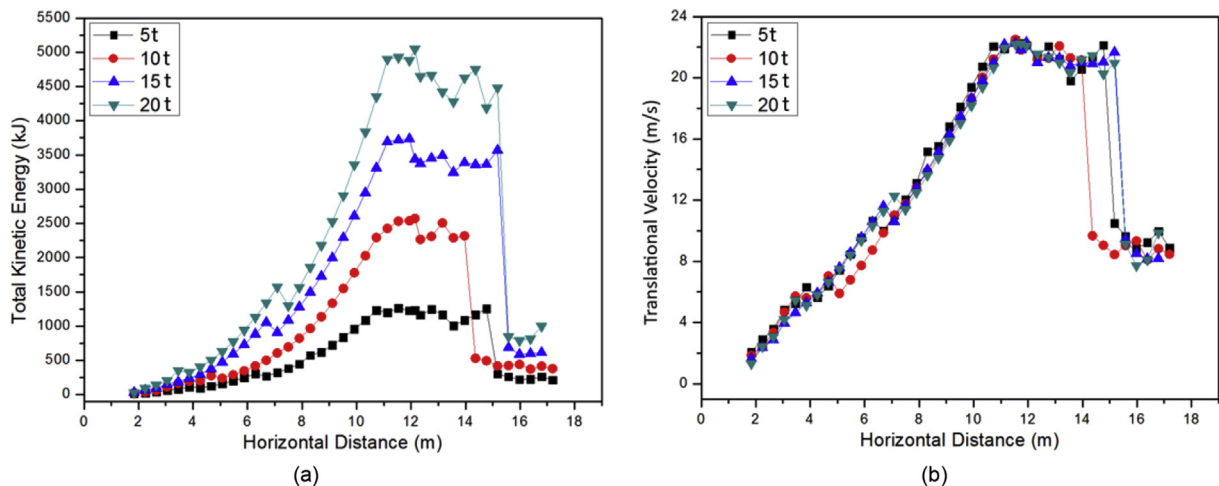 5t
10t
15t
20t
5500
5000
4500
4000
3500
3000
2500
2000
1500
1000
500
0
Total Kinetic Energy (kJ)
0 2 4 6 8 10 12 14 16 18
Horizontal Distance (m)
(a)
5t
10t
15t
20t
24
20
16
12
8
4
0
Translational Velocity (m/s)
0 2 4 6 8 10 12 14 16 18
Horizontal Distance (m)
(b)